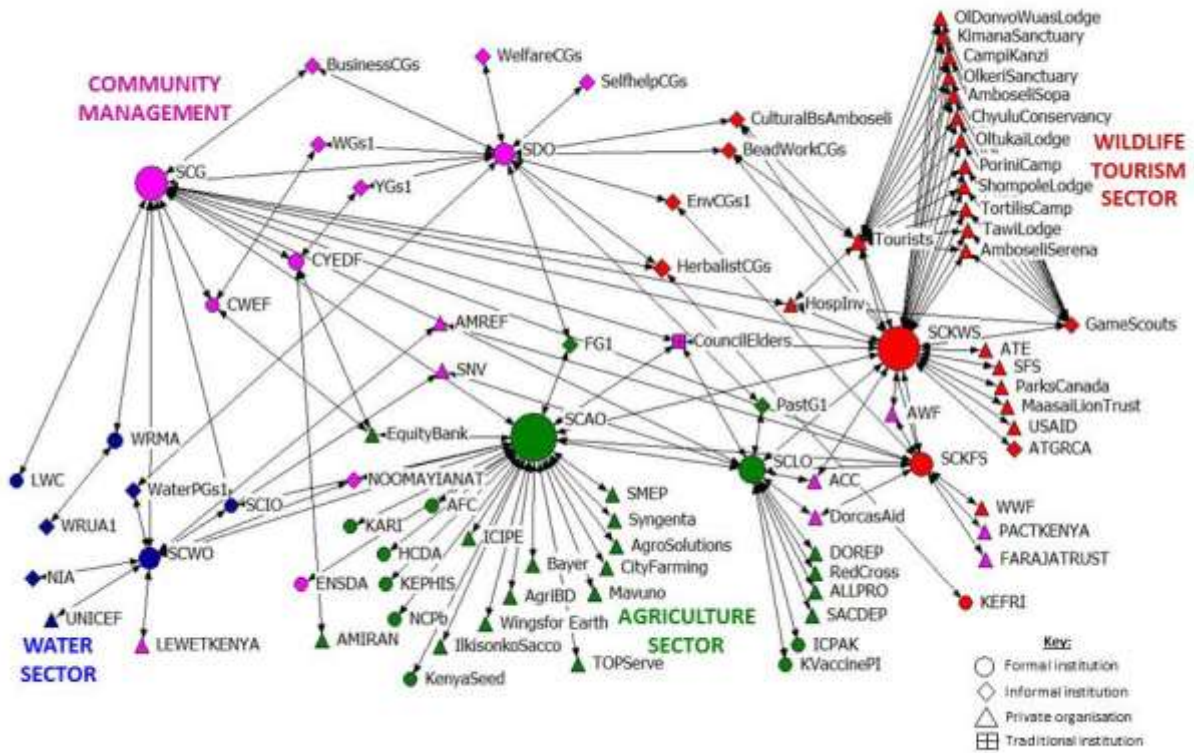 OlDonyoWuasLodge
KimanaSanctuary
CampiKanzi
OlkeriSanctuary
AmboseliSopa
ChyuluConservancy
OltukaiLodge
PoriniCamp
ShompoleLodge
TortilisCamp
TawiLodge
AmboseliSerena
WILDLIFE
TOURISM
SECTOR
COMMUNITY
MANAGEMENT
BusinessCGs
WelfareCGs
SelfhelpCGs
CulturalBsAmboseli
WGs1
SDO
BeadWorkCGs
SCG
YGs1
EnvCGs1
CYEDF
Tourists
HerbalistCGs
CWEF
HospInv
AMREF
FG1
CouncilElders
SCKWS
GameScouts
ATE
SFS
ParksCanada
MaasaiLionTrust
USAID
ATGRCA
SNV
SCAO
PastG1
AWF
EquityBank
WRMA
LWC
SCLO
SCKFS
WaterPGs1
SCIO
NOOMAYIANAT
ACC
WRUA1
AFC
SMEP
DorcasAid
WWF
KARI
Syngenta
PACTKENYA
SCWO
ICIPE
AgroSolutions
DOREP
FARAJATRUST
HCDA
Bayer
CityFarming
RedCross
NIA
ENSDA
KEPHIS
AgriBD
Mavuno
ALLPRO
KEFRI
UNICEF
NCPb
Wingsfor Earth
AGRICULTURE
SECTOR
SACDEP
WATER
SECTOR
LEWETKENYA
AMIRAN
IlkisonkoSacco
ICPAK
KenyaSeed
TOPServe
KVaccinePI
Key:
Formal institution
Informal institution
Private organisation
Traditional institution